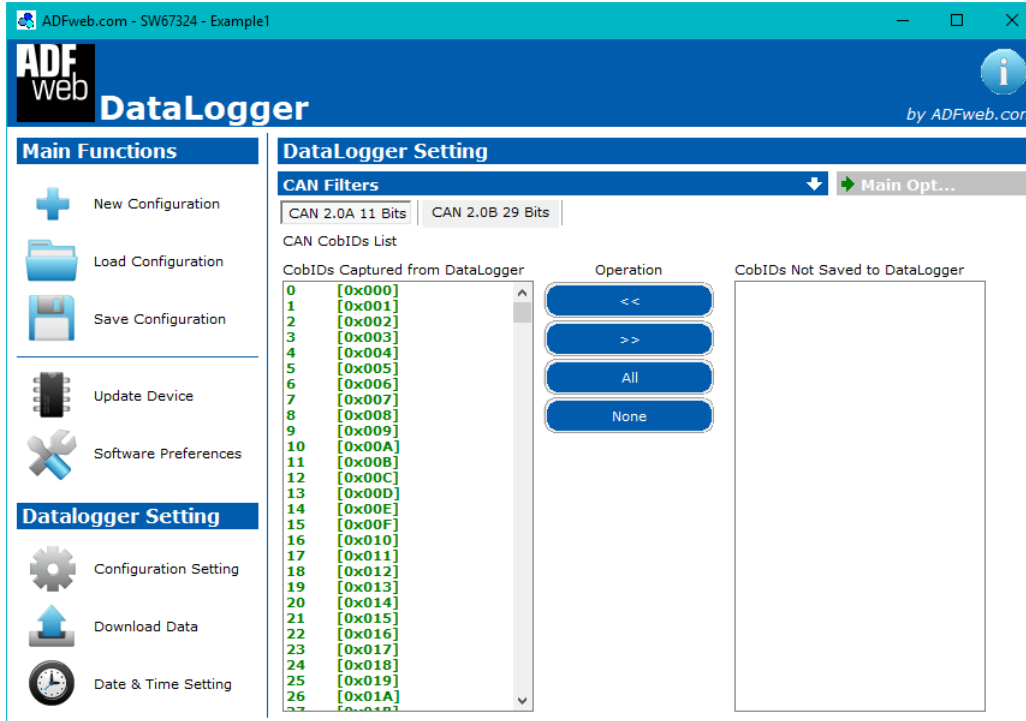 ADFweb.com - SW67324 - Example1
ADF
web
DataLogger
i
by ADFweb.com
Main Functions
New Configuration
Load Configuration
Save Configuration
Update Device
Software Preferences
Datalogger Setting
Configuration Setting
Download Data
Date & Time Setting
DataLogger Setting
CAN Filters
Main Opt...
CAN 2.0A 11 Bits
CAN 2.0B 29 Bits
CAN CobIDs List
CobIDs Captured from DataLogger
0 [0x000]
1 [0x001]
2 [0x002]
3 [0x003]
4 [0x004]
5 [0x005]
6 [0x006]
7 [0x007]
8 [0x008]
9 [0x009]
10 [0x00A]
11 [0x00B]
12 [0x00C]
13 [0x00D]
14 [0x00E]
15 [0x00F]
16 [0x010]
17 [0x011]
18 [0x012]
19 [0x013]
20 [0x014]
21 [0x015]
22 [0x016]
23 [0x017]
24 [0x018]
25 [0x019]
26 [0x01A]
27 [0x01B]
Operation
<<
>>
All
None
CobIDs Not Saved to DataLogger